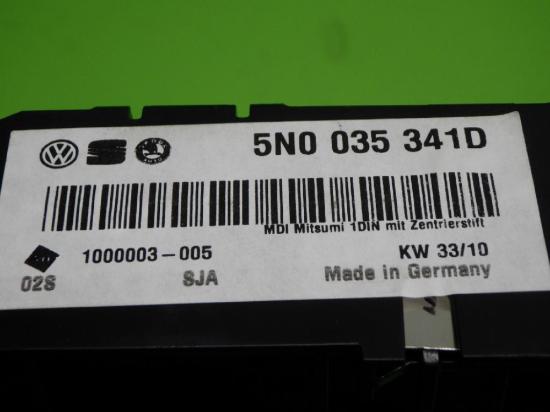 5N0 035 341D
MDI Mitsumi 1DIN mit Zentrierstift
1000003-005 KW 33/10
02S SJA Made in Germany